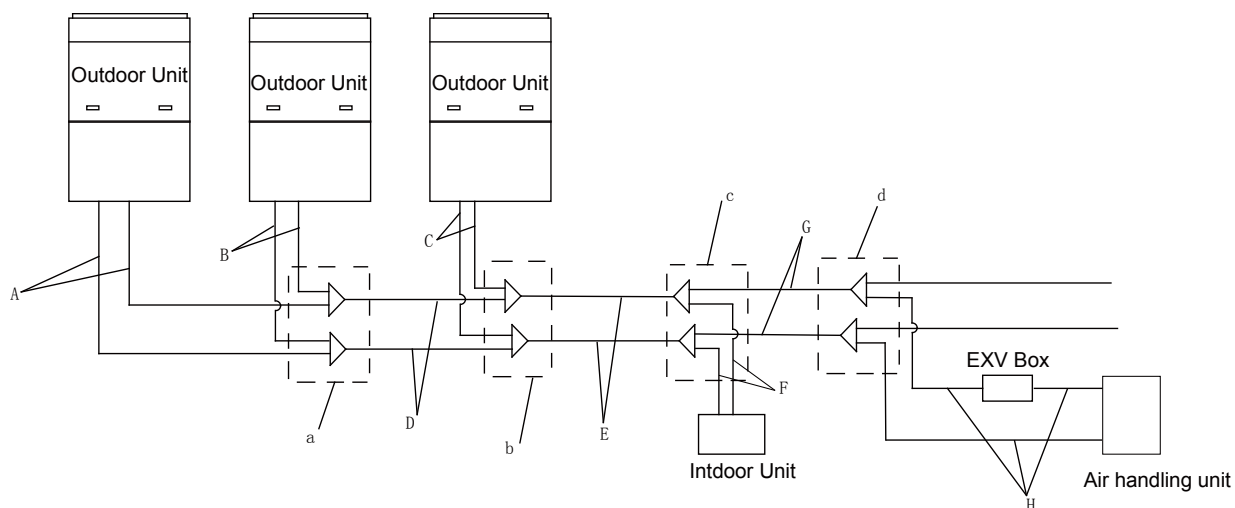 Outdoor Unit
Outdoor Unit
Outdoor Unit
c
d
G
B
C
A
EXV Box
F
D
E
a
b
Intdoor Unit
Air handling unit
H